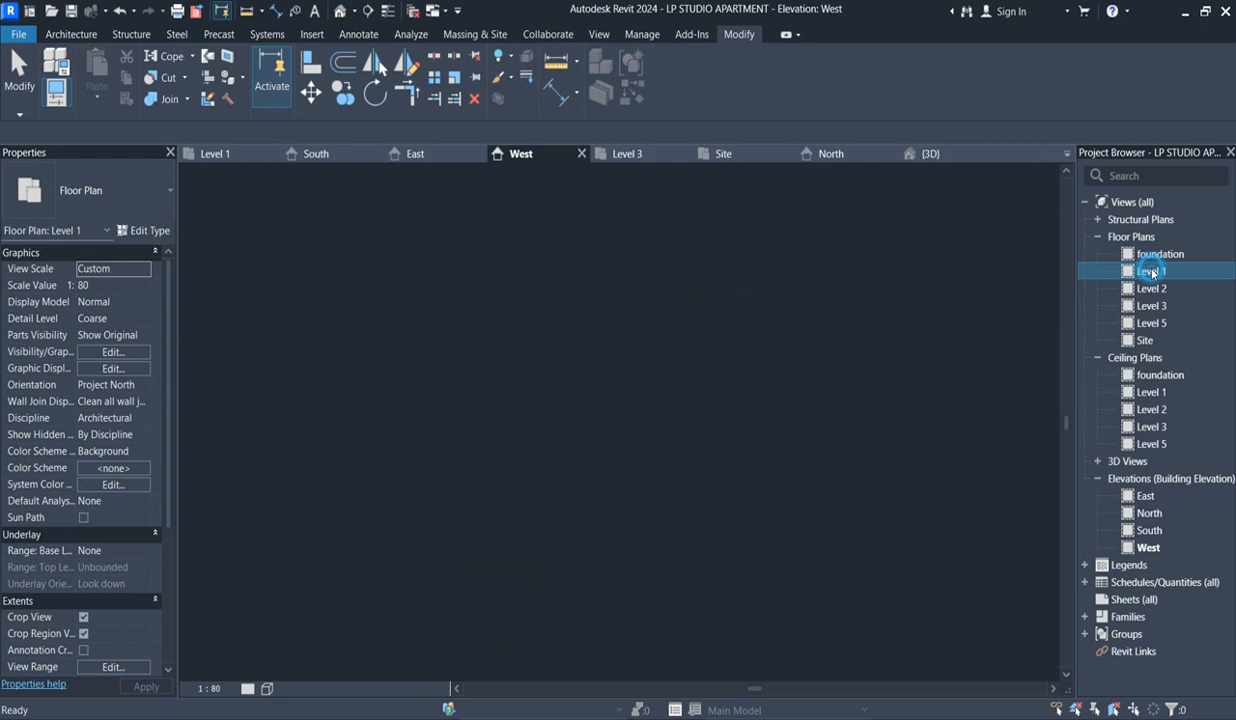 Autodesk Revit 2024 - LP STUDIO APARTMENT - Elevation: West
Sign In
File Architecture Structure Steel Precast Systems Insert Annotate Analyze Massing & Site Collaborate View Manage Add-Ins Modify
Modify
Paste
Cope
Cut
Join
Activate
Properties
Level 1 South East West Level 3 Site North {3D}
Project Browser - LP STUDIO AP...
Floor Plan
Floor Plan: Level 1
Edit Type
Graphics
View Scale Custom
Scale Value 1: 80
Display Model Normal
Detail Level Coarse
Parts Visibility Show Original
Visibility/Grap... Edit...
Graphic Displ... Edit...
Orientation Project North
Wall Join Disp... Clean all wall j...
Discipline Architectural
Show Hidden ... By Discipline
Color Scheme ... Background
Color Scheme <none>
System Color ... Edit...
Default Analys... None
Sun Path
Underlay
Range: Base L... None
Range: Top Le... Unbounded
Underlay Orie... Look down
Extents
Crop View
Crop Region V...
Annotation Cr...
View Range Edit...
Properties help
Apply
Search
Views (all)
Structural Plans
Floor Plans
foundation
Level 1
Level 2
Level 3
Level 5
Site
Ceiling Plans
foundation
Level 1
Level 2
Level 3
Level 5
3D Views
Elevations (Building Elevation)
East
North
South
West
Legends
Schedules/Quantities (all)
Sheets (all)
Families
Groups
Revit Links
1 : 80
Ready
:0
Main Model
:0